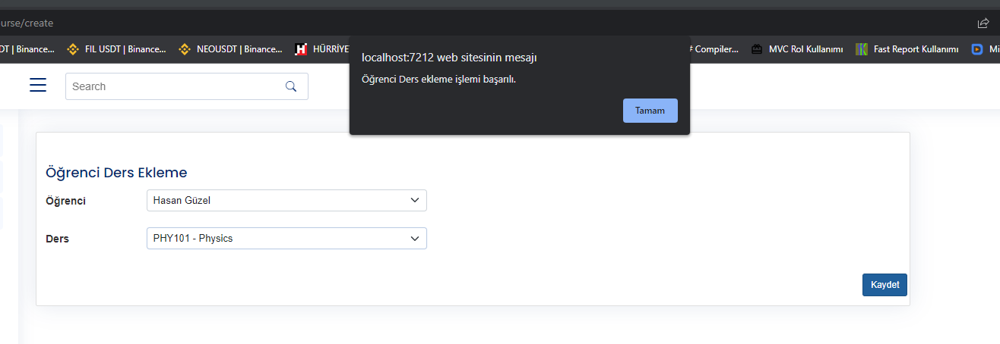 urse/create
DT | Binance...
FIL USDT | Binance...
NEOUSDT | Binance...
H HÜRRİYE
# Compiler...
MVC Rol Kullanımı
Fast Report Kullanımı
Mi
localhost:7212 web sitesinin mesajı
Öğrenci Ders ekleme işlemi başarılı.
Tamam
Search
Öğrenci Ders Ekleme
Öğrenci
Hasan Güzel
Ders
PHY101 - Physics
Kaydet